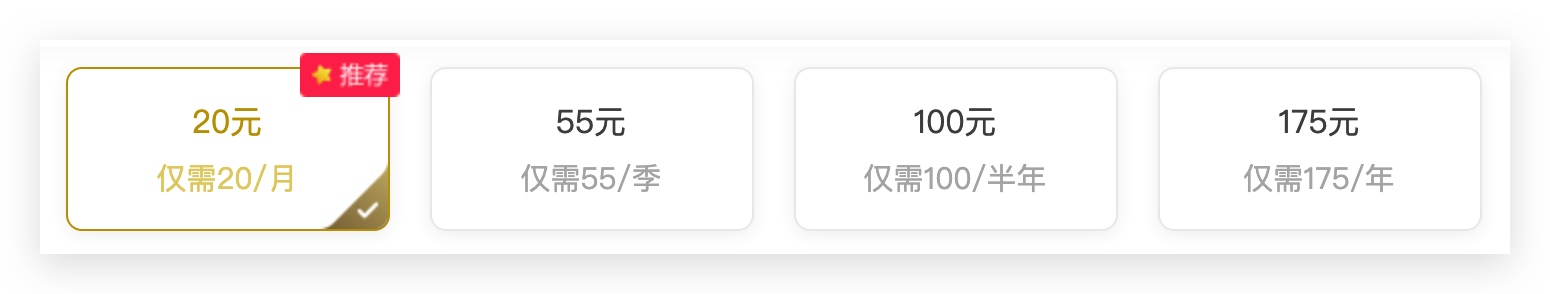 推荐
20元
仅需20/月
55元
仅需55/季
100元
仅需100/半年
175元
仅需175/年